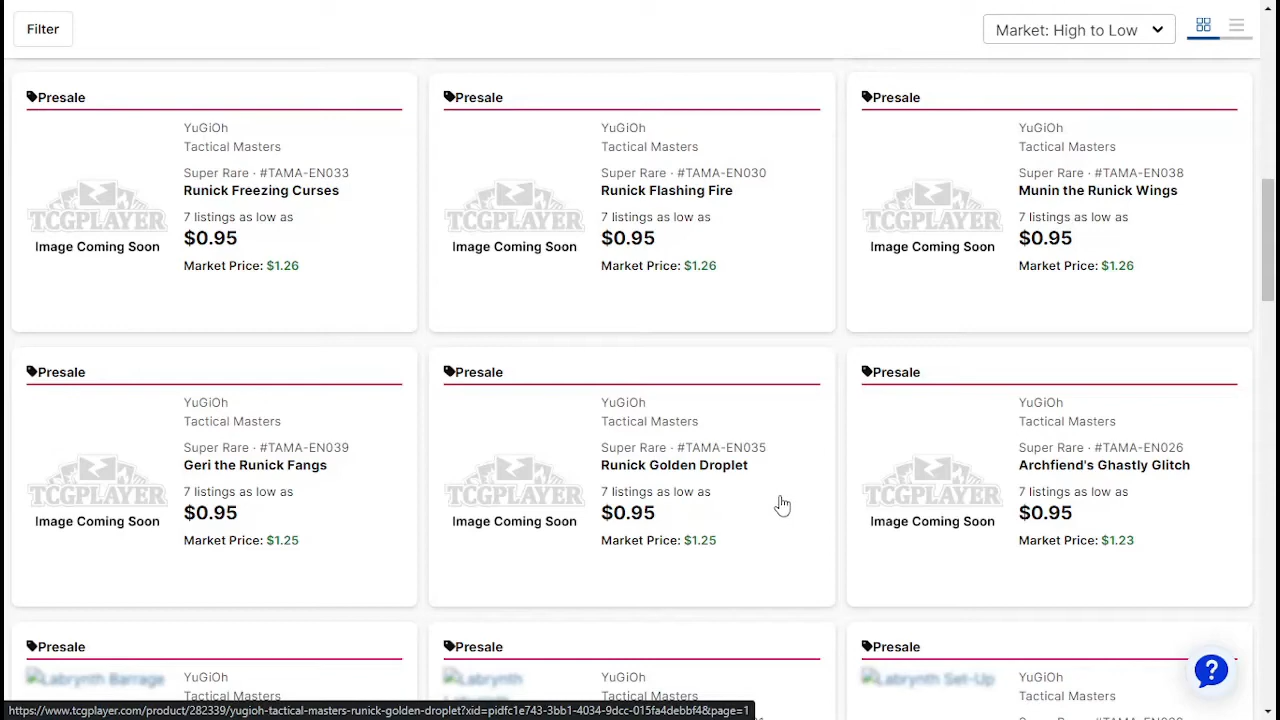 Filter
Market: High to Low
Presale
YuGiOh
Tactical Masters
Super Rare · #TAMA-EN033
Runick Freezing Curses
7 listings as low as
$0.95
Market Price: $1.26
TCGPLAYER
Image Coming Soon
Presale
YuGiOh
Tactical Masters
Super Rare · #TAMA-EN030
Runick Flashing Fire
7 listings as low as
$0.95
Market Price: $1.26
TCGPLAYER
Image Coming Soon
Presale
YuGiOh
Tactical Masters
Super Rare · #TAMA-EN038
Munin the Runick Wings
7 listings as low as
$0.95
Market Price: $1.26
TCGPLAYER
Image Coming Soon
Presale
YuGiOh
Tactical Masters
Super Rare · #TAMA-EN039
Geri the Runick Fangs
7 listings as low as
$0.95
Market Price: $1.25
TCGPLAYER
Image Coming Soon
Presale
YuGiOh
Tactical Masters
Super Rare · #TAMA-EN035
Runick Golden Droplet
7 listings as low as
$0.95
Market Price: $1.25
TCGPLAYER
Image Coming Soon
Presale
YuGiOh
Tactical Masters
Super Rare · #TAMA-EN026
Archfiend's Ghastly Glitch
7 listings as low as
$0.95
Market Price: $1.23
TCGPLAYER
Image Coming Soon
Presale
Labrynth Barrage
YuGiOh
Tactical Masters
Presale
Labrynth
YuGiOh
Tactical Masters
Presale
Labrynth Set-Up
YuGiOh
Tactical Masters
?
https://www.tcgplayer.com/product/282339/yugioh-tactical-masters-runick-golden-droplet?xid=pidfc1e743-3bb1-4034-9dcc-015fa4debbf4&page=1